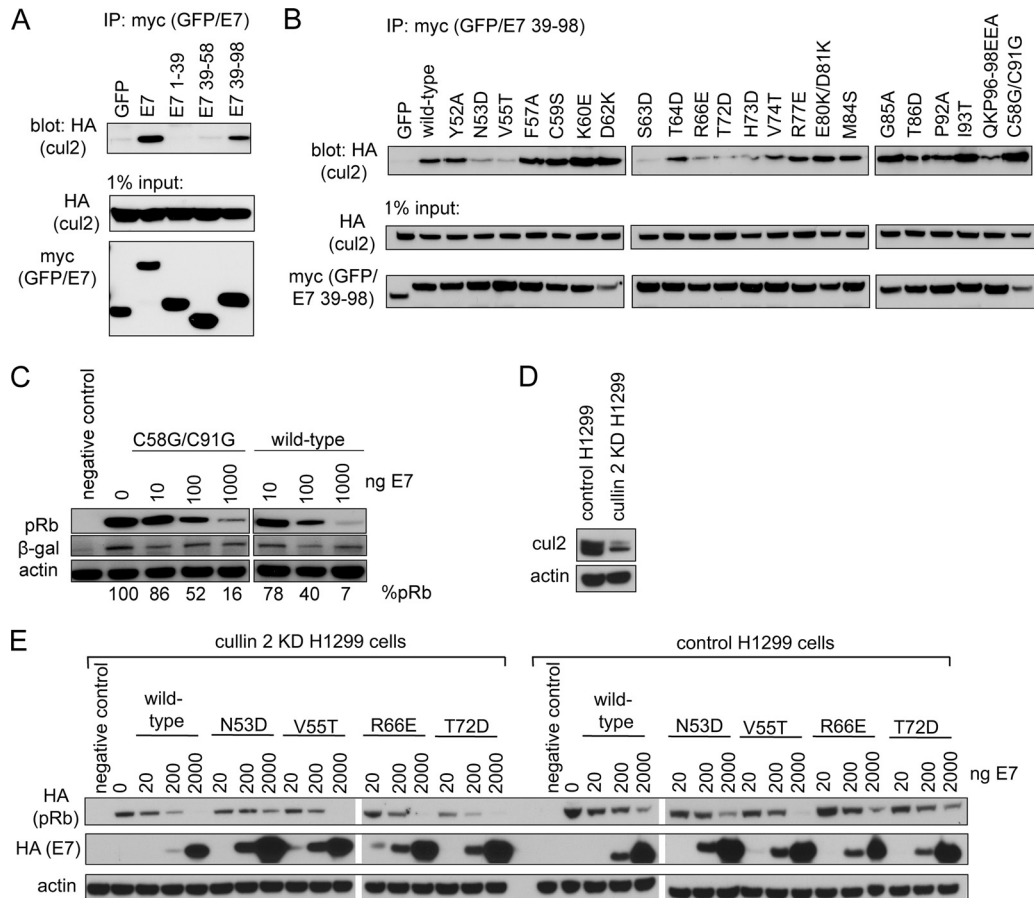 A
IP: myc (GFP/E7)
GFP
E7
E7 1-39
E7 39-58
E7 39-98
blot: HA
(cul2)
1% input:
HA
(cul2)
myc
(GFP/E7)
B
IP: myc (GFP/E7 39-98)
GFP
wild-type
Y52A
N53D
V55T
F57A
C59S
K60E
D62K
S63D
T64D
R66E
T72D
H73D
V74T
R77E
E80K/D81K
M84S
G85A
T86D
P92A
I93T
QKP96-98EEA
C58G/C91G
blot: HA
(cul2)
1% input:
HA
(cul2)
myc (GFP/
E7 39-98)
C
negative control
C58G/C91G
wild-type
0 10 100 1000 10 100 1000 ng E7
pRb
β-gal
actin
100 86 52 16 78 40 7 %pRb
D
control H1299
cullin 2 KD H1299
cul2
actin
E
cullin 2 KD H1299 cells
control H1299 cells
negative control
wild-
type
N53D V55T R66E T72D
negative control
wild-
type
N53D V55T R66E T72D
0 20 200 2000 20 200 2000 20 200 2000 20 200 2000 20 200 2000 0 20 200 2000 20 200 2000 20 200 2000 20 200 2000 20 200 2000 ng E7
HA
(pRb)
HA (E7)
actin